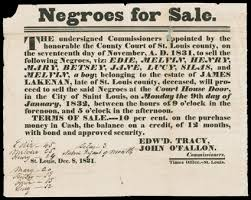 Negroes for Sale.
THE undersigned Commissioners appointed by the
honorable the County Court of St. Louis county, on
the seventeenth day of November, A. D. 1831, to sell the
following Negroes, viz: EDIE, MELVIN, HENRY,
MARY, BETSEY, JANE, LUCY, SILAS, and
MELVIN, a boy; belonging to the estate of JAMES
LAKENAN, late of St. Louis county, deceased, will pro-
ceed to sell the said Negroes at the Court House Door,
in the City of Saint Louis, on Monday the 9th day of
January, 1832, between the hours of 9 o'clock in the
forenoon, and 5 o'clock in the afternoon.
TERMS OF SALE.—10 per cent. on the purchase
money in Cash, the balance on a credit of 12 months,
with bond and approved security.
EDW'D. TRACY,
JOHN O'FALLON,
Commissioners.
St. Louis, Dec. 8, 1831.
Times Office—St. Louis